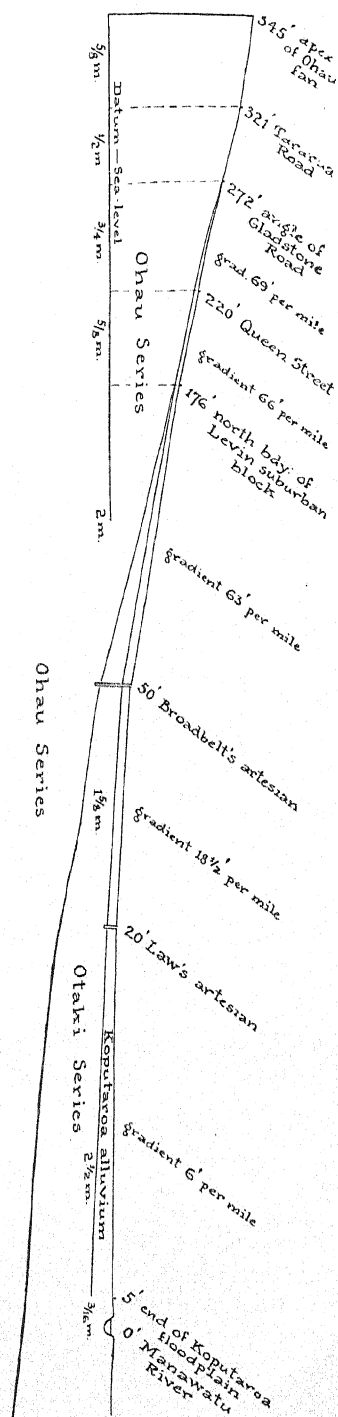 345' apex
of Ohau
fan
321' Tararua
Road
272' angle of
Gladstone
Road
grad. 69' per mile
220' Queen Street
gradient 66' per mile
176' north bdy: of
Levin suburban
block
gradient 63' per mile
50' Broadbelt's artesian
gradient 18½' per mile
20' Law's artesian
gradient 6' per mile
5' end of Koputaroa
floodplain
0' Manawatu
River
Datum — Sea-level
5/8 m.
1/2 m
3/4 m.
5/8 m.
2 m.
1 5/8 m.
2 1/2 m.
3/16 m.
Ohau Series
Ohau Series
Otaki Series
Koputaroa alluvium